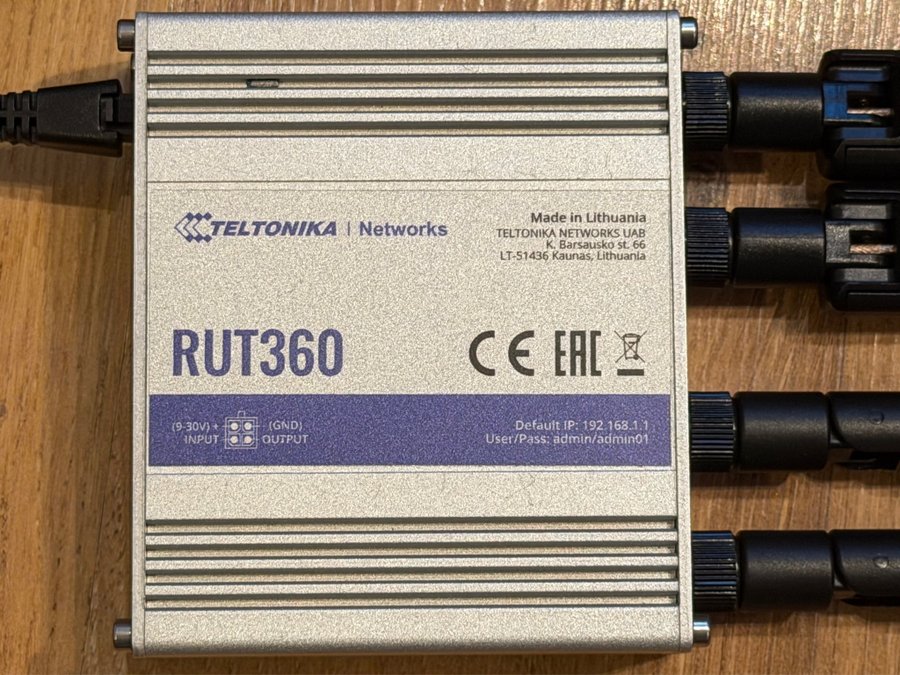 TELTONIKA | Networks
Made in Lithuania
TELTONIKA NETWORKS UAB
K. Barsausko st. 66
LT-51436 Kaunas, Lithuania
RUT360
CE EAC
(9-30V) + (GND)
INPUT OUTPUT
Default IP: 192.168.1.1
User/Pass: admin/admin01